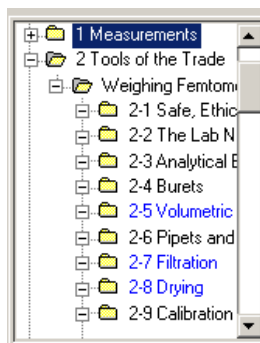 1 Measurements
2 Tools of the Trade
Weighing Femtom
2-1 Safe, Ethic
2-2 The Lab N
2-3 Analytical
2-4 Burets
2-5 Volumetric
2-6 Pipets and
2-7 Filtration
2-8 Drying
2-9 Calibration